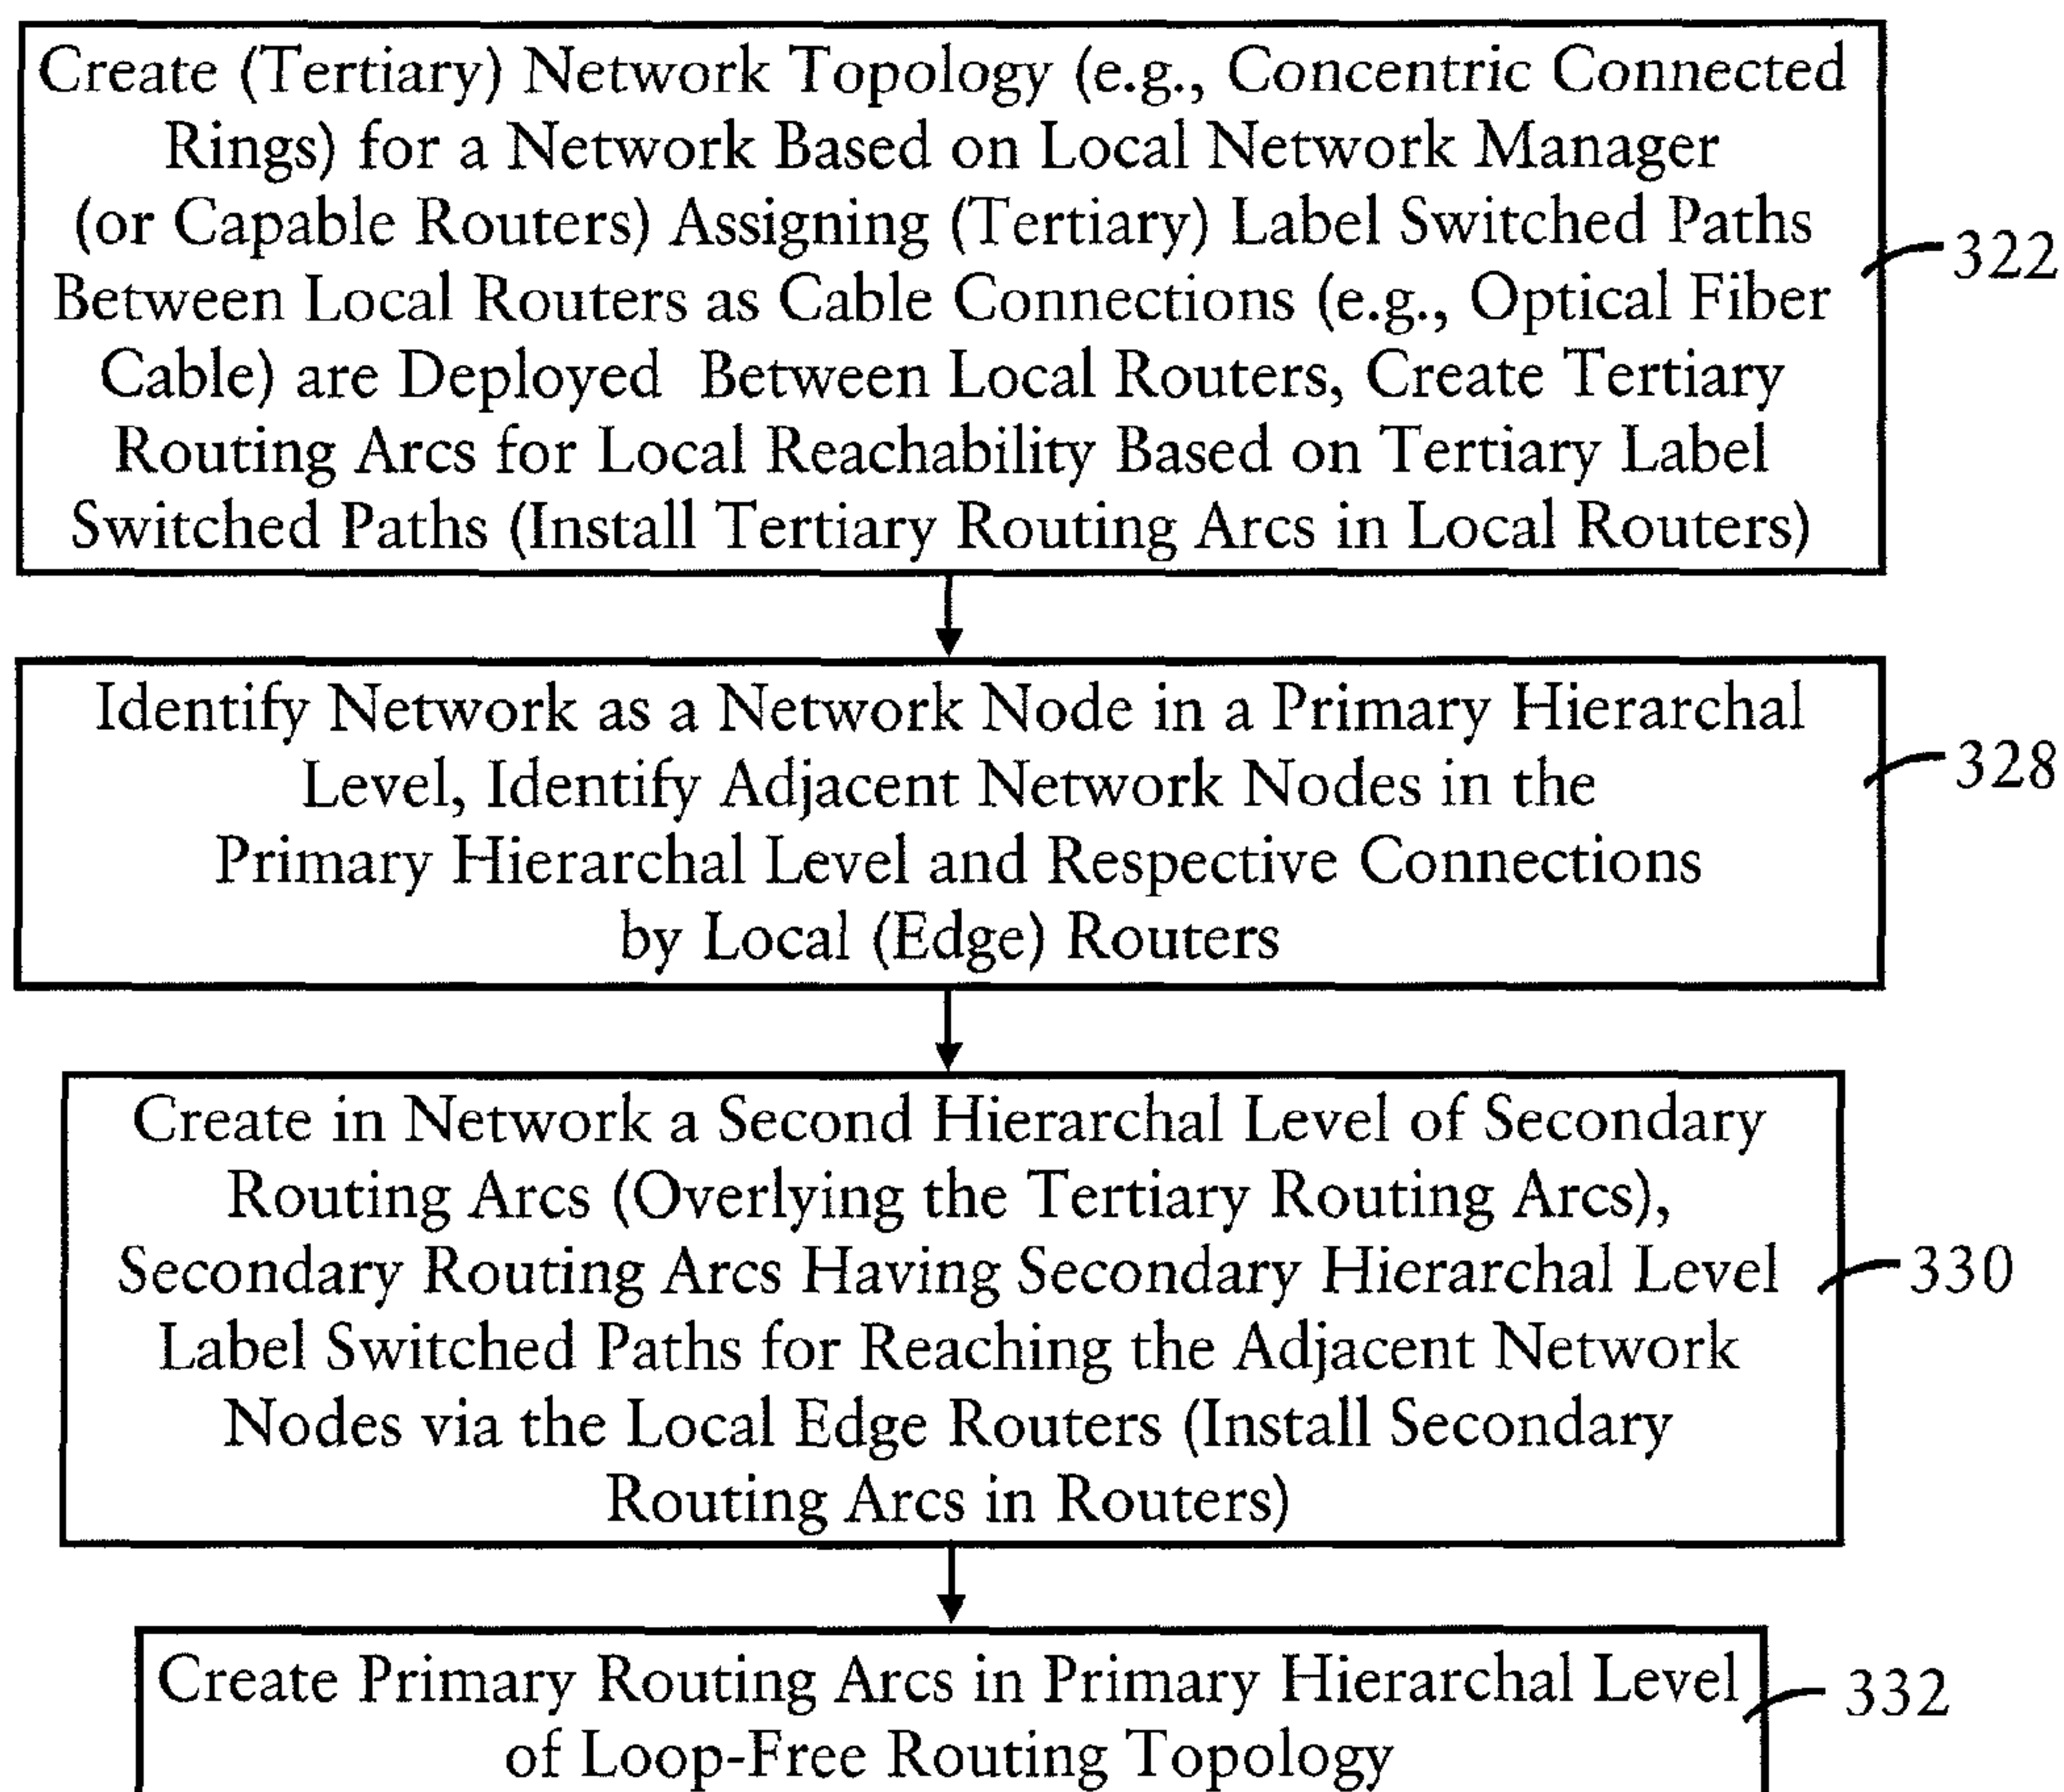 Create (Tertiary) Network Topology (e.g., Concentric Connected
Rings) for a Network Based on Local Network Manager
(or Capable Routers) Assigning (Tertiary) Label Switched Paths
Between Local Routers as Cable Connections (e.g., Optical Fiber
Cable) are Deployed Between Local Routers, Create Tertiary
Routing Arcs for Local Reachability Based on Tertiary Label
Switched Paths (Install Tertiary Routing Arcs in Local Routers)
322
Identify Network as a Network Node in a Primary Hierarchal
Level, Identify Adjacent Network Nodes in the
Primary Hierarchal Level and Respective Connections
by Local (Edge) Routers
328
Create in Network a Second Hierarchal Level of Secondary
Routing Arcs (Overlying the Tertiary Routing Arcs),
Secondary Routing Arcs Having Secondary Hierarchal Level
Label Switched Paths for Reaching the Adjacent Network
Nodes via the Local Edge Routers (Install Secondary
Routing Arcs in Routers)
330
Create Primary Routing Arcs in Primary Hierarchal Level
of Loop-Free Routing Topology
332